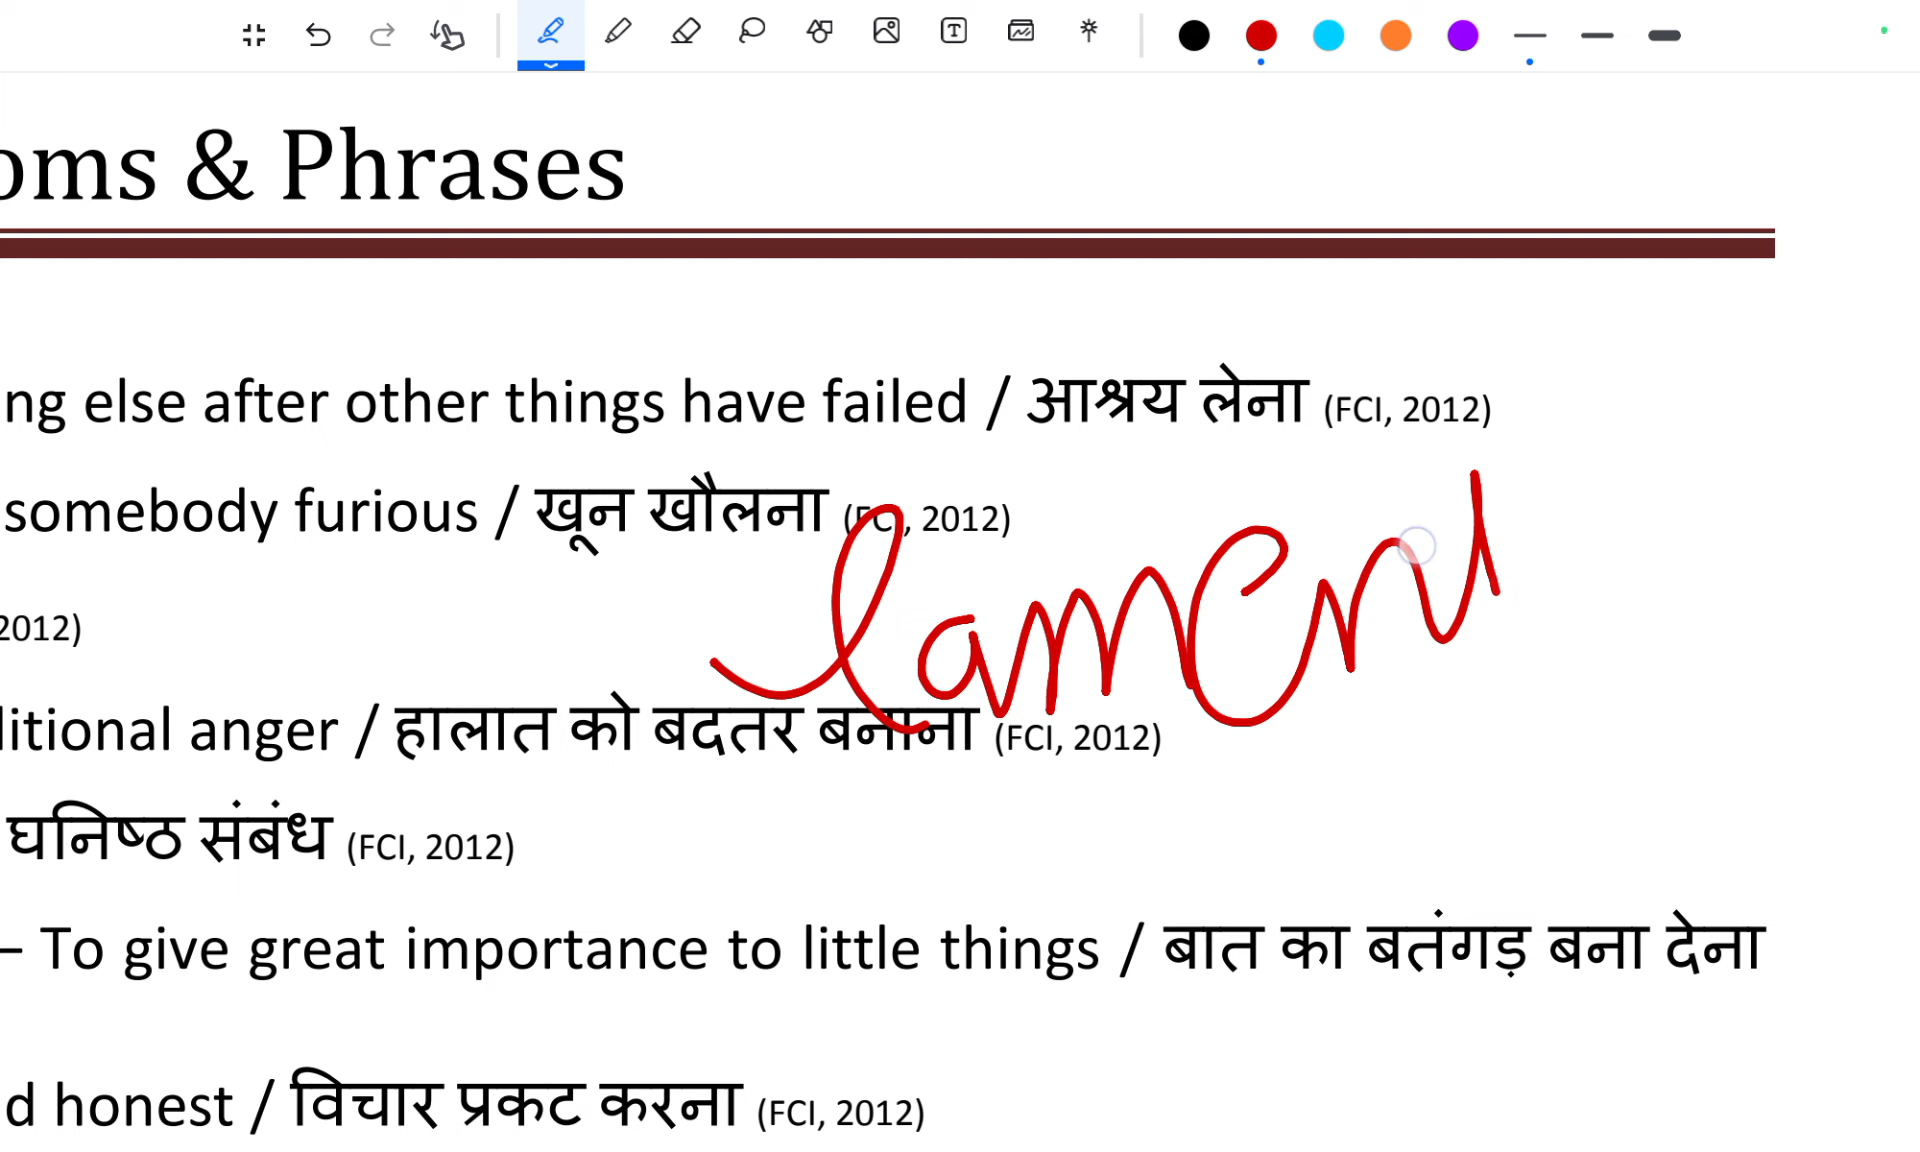 oms & Phrases
ng else after other things have failed / आश्रय लेना (FCI, 2012)
somebody furious / खून खौलना (FCI, 2012)
lament
2012)
litional anger / हालात को बदतर बनाना (FCI, 2012)
घनिष्ठ संबंध (FCI, 2012)
– To give great importance to little things / बात का बतंगड़ बना देना
d honest / विचार प्रकट करना (FCI, 2012)